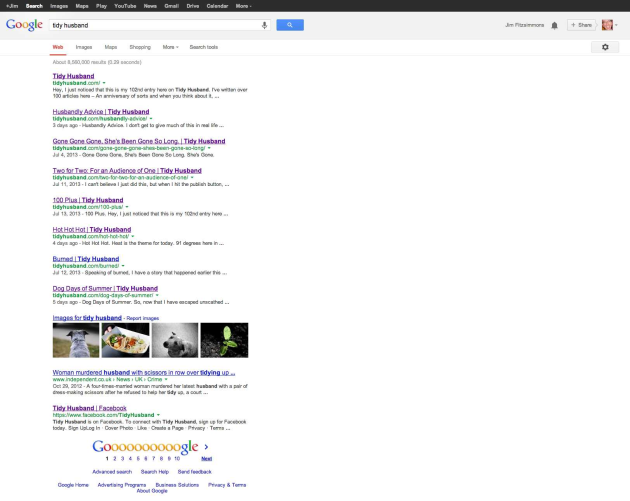 +Jim Search Images Maps Play YouTube News Gmail Drive Calendar More
Google tidy husband Jim Fitzsimmons + Share
Web Images Maps Shopping More Search tools
About 8,880,000 results (0.28 seconds)
Tidy Husband
tidyhusband.com/
Hey, I just noticed that this is my 102nd entry here on Tidy Husband. I've written over
100 articles here – An anniversary of sorts and when you think about it, ...
Husbandly Advice | Tidy Husband
tidyhusband.com/husbandly-advice/
3 days ago - Husbandly Advice. I don't get to give much of this in real life ...
Gone Gone Gone, She's Been Gone So Long. | Tidy Husband
tidyhusband.com/gone-gone-gone-shes-been-gone-so-long/
Jul 4, 2013 - Gone Gone Gone, She's Been Gone So Long. She's Gone.
Two for Two: For an Audience of One | Tidy Husband
tidyhusband.com/two-for-two-for-an-audience-of-one/
Jul 11, 2013 - I can't believe I just did this, but when I hit the publish button, ...
100 Plus | Tidy Husband
tidyhusband.com/100-plus/
Jul 13, 2013 - 100 Plus. Hey, I just noticed that this is my 102nd entry here ...
Hot Hot Hot | Tidy Husband
tidyhusband.com/hot-hot-hot/
4 days ago - Hot Hot Hot. Heat is the theme for today. 91 degrees here in ...
Burned | Tidy Husband
tidyhusband.com/burned/
Jul 12, 2013 - Speaking of burned, I have a story that happened earlier this ...
Dog Days of Summer | Tidy Husband
tidyhusband.com/dog-days-of-summer/
5 days ago - Dog Days of Summer. So, now that I have escaped unscathed ...
Images for tidy husband - Report images
Woman murdered husband with scissors in row over tidying up ...
www.independent.co.uk › News › UK › Crime
Oct 29, 2012 - A four-times-married woman murdered her latest husband with a pair of
dress-making scissors after he refused to help her tidy up, a court ...
Tidy Husband | Facebook
https://www.facebook.com/TidyHusband
Tidy Husband is on Facebook. To connect with Tidy Husband, sign up for Facebook
today. Sign UpLog In · Cover Photo · Like · Create a Page · Privacy · Terms ...
Goooooooooogle >
1 2 3 4 5 6 7 8 9 10 Next
Advanced search Search Help Send feedback
Google Home Advertising Programs Business Solutions Privacy & Terms
About Google